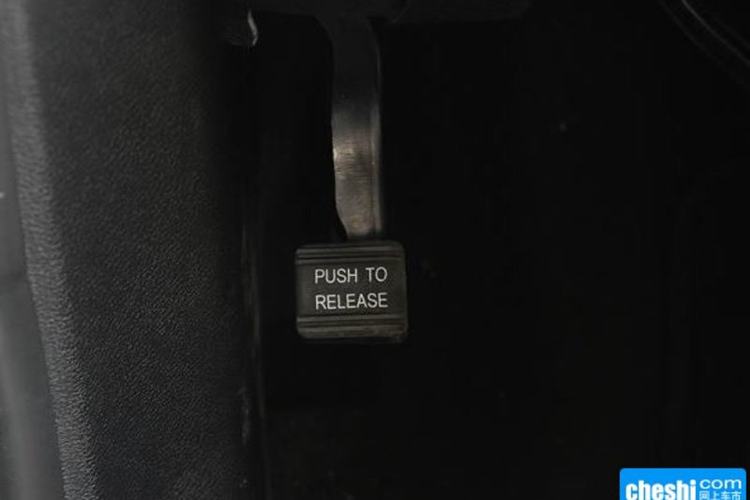 PUSH TO
RELEASE
cheshi.com
网上车市